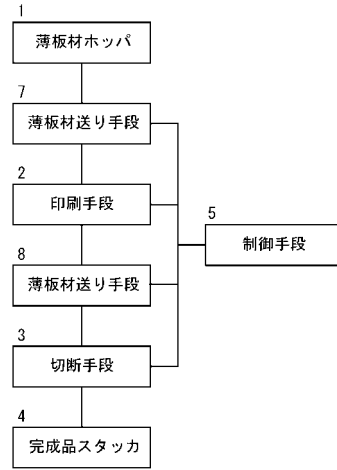 1
薄板材ホッパ
7
薄板材送り手段
2
印刷手段
5
制御手段
8
薄板材送り手段
3
切断手段
4
完成品スタッカ